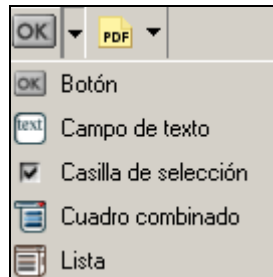 OK PDF
OK Botón
text Campo de texto
Casilla de selección
Cuadro combinado
Lista